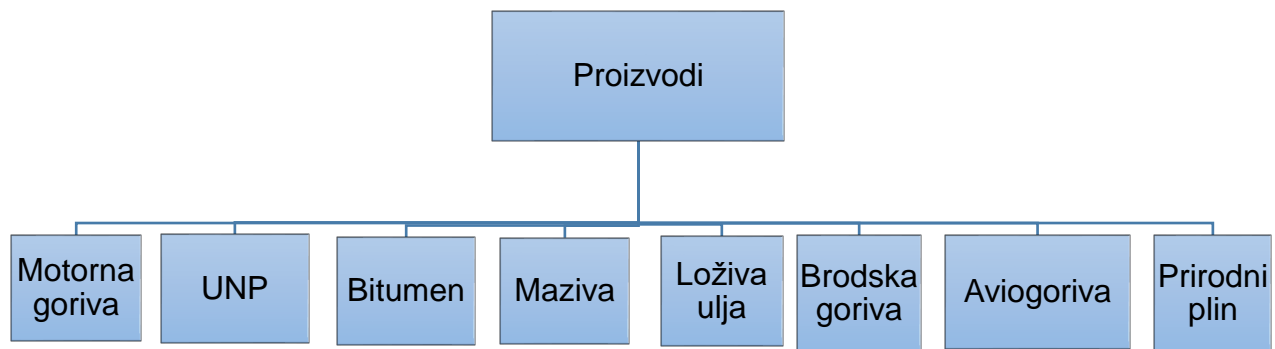 Proizvodi
Motorna
goriva
UNP
Bitumen
Maziva
Loživa
ulja
Brodska
goriva
Aviogoriva
Prirodni
plin